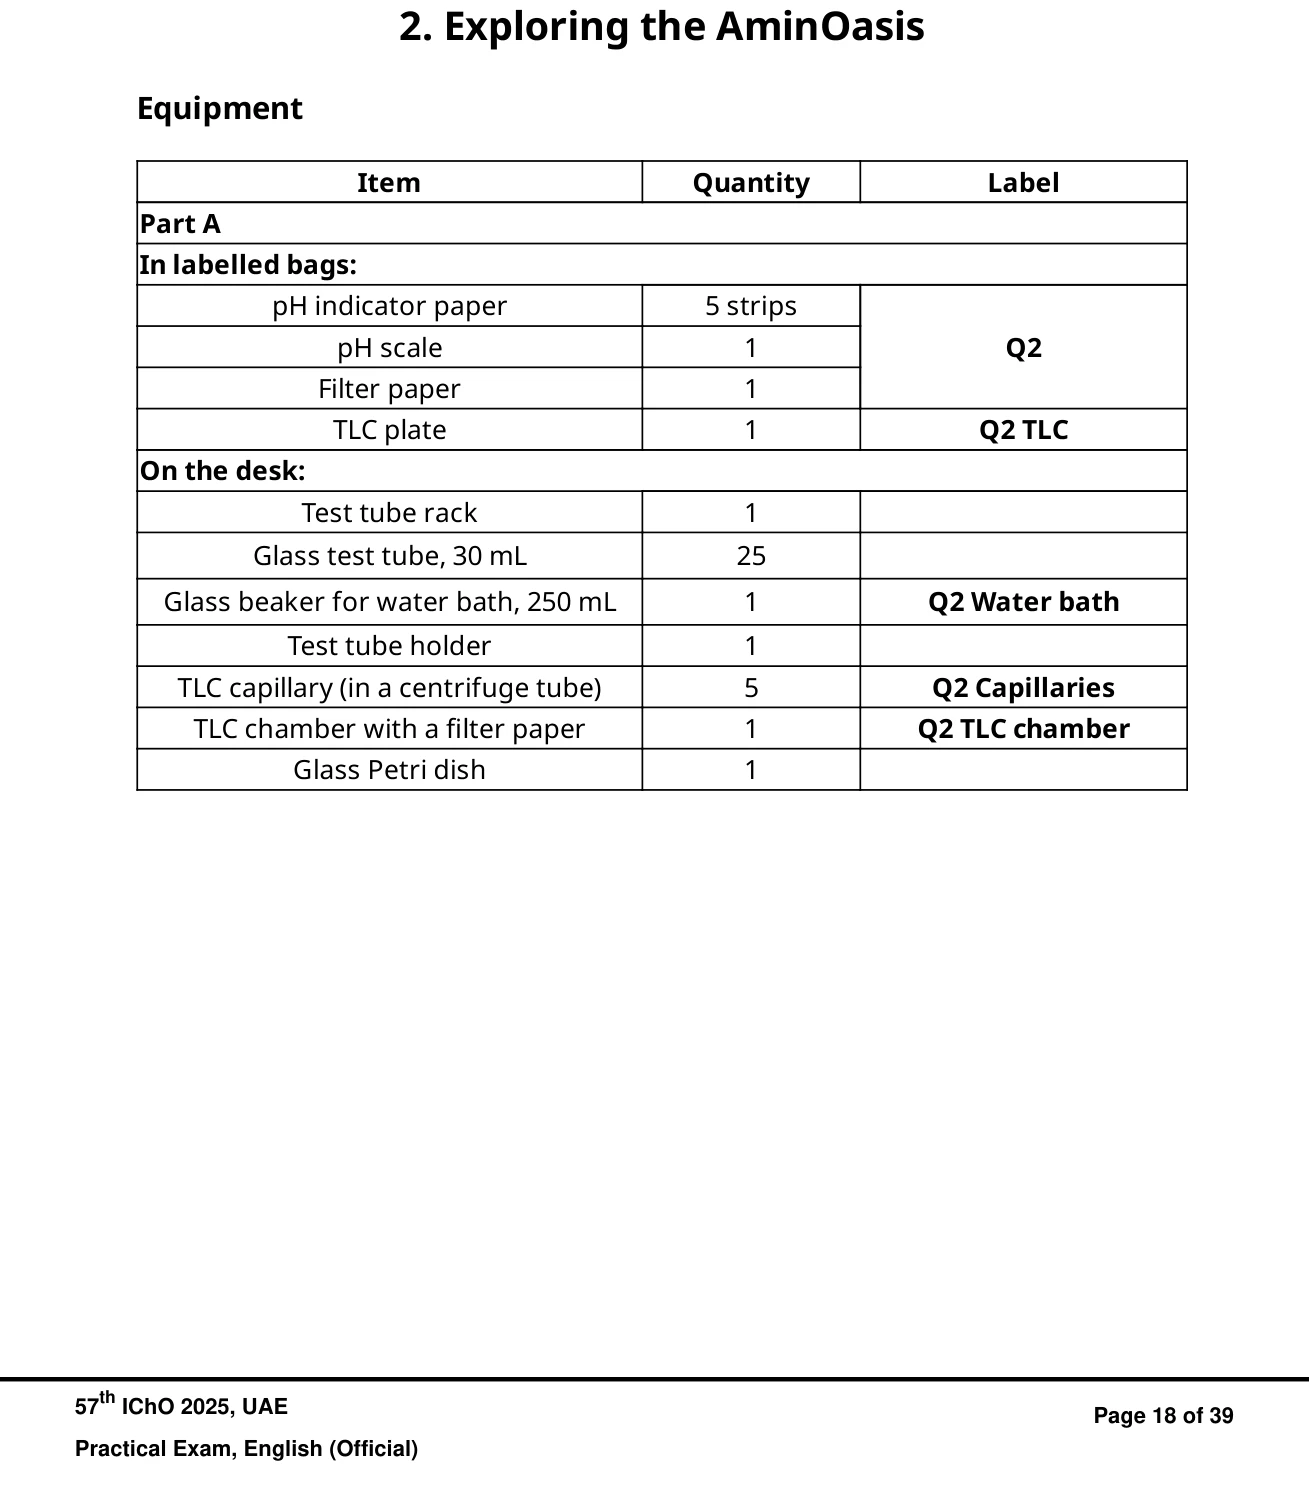 2. Exploring the AminOasis
Equipment
Item Quantity Label
Part A
In labelled bags:
pH indicator paper 5 strips
pH scale 1 Q2
Filter paper 1
TLC plate 1 Q2 TLC
On the desk:
Test tube rack 1
Glass test tube, 30 mL 25
Glass beaker for water bath, 250 mL 1 Q2 Water bath
Test tube holder 1
TLC capillary (in a centrifuge tube) 5 Q2 Capillaries
TLC chamber with a filter paper 1 Q2 TLC chamber
Glass Petri dish 1
57th IChO 2025, UAE
Page 18 of 39
Practical Exam, English (Official)